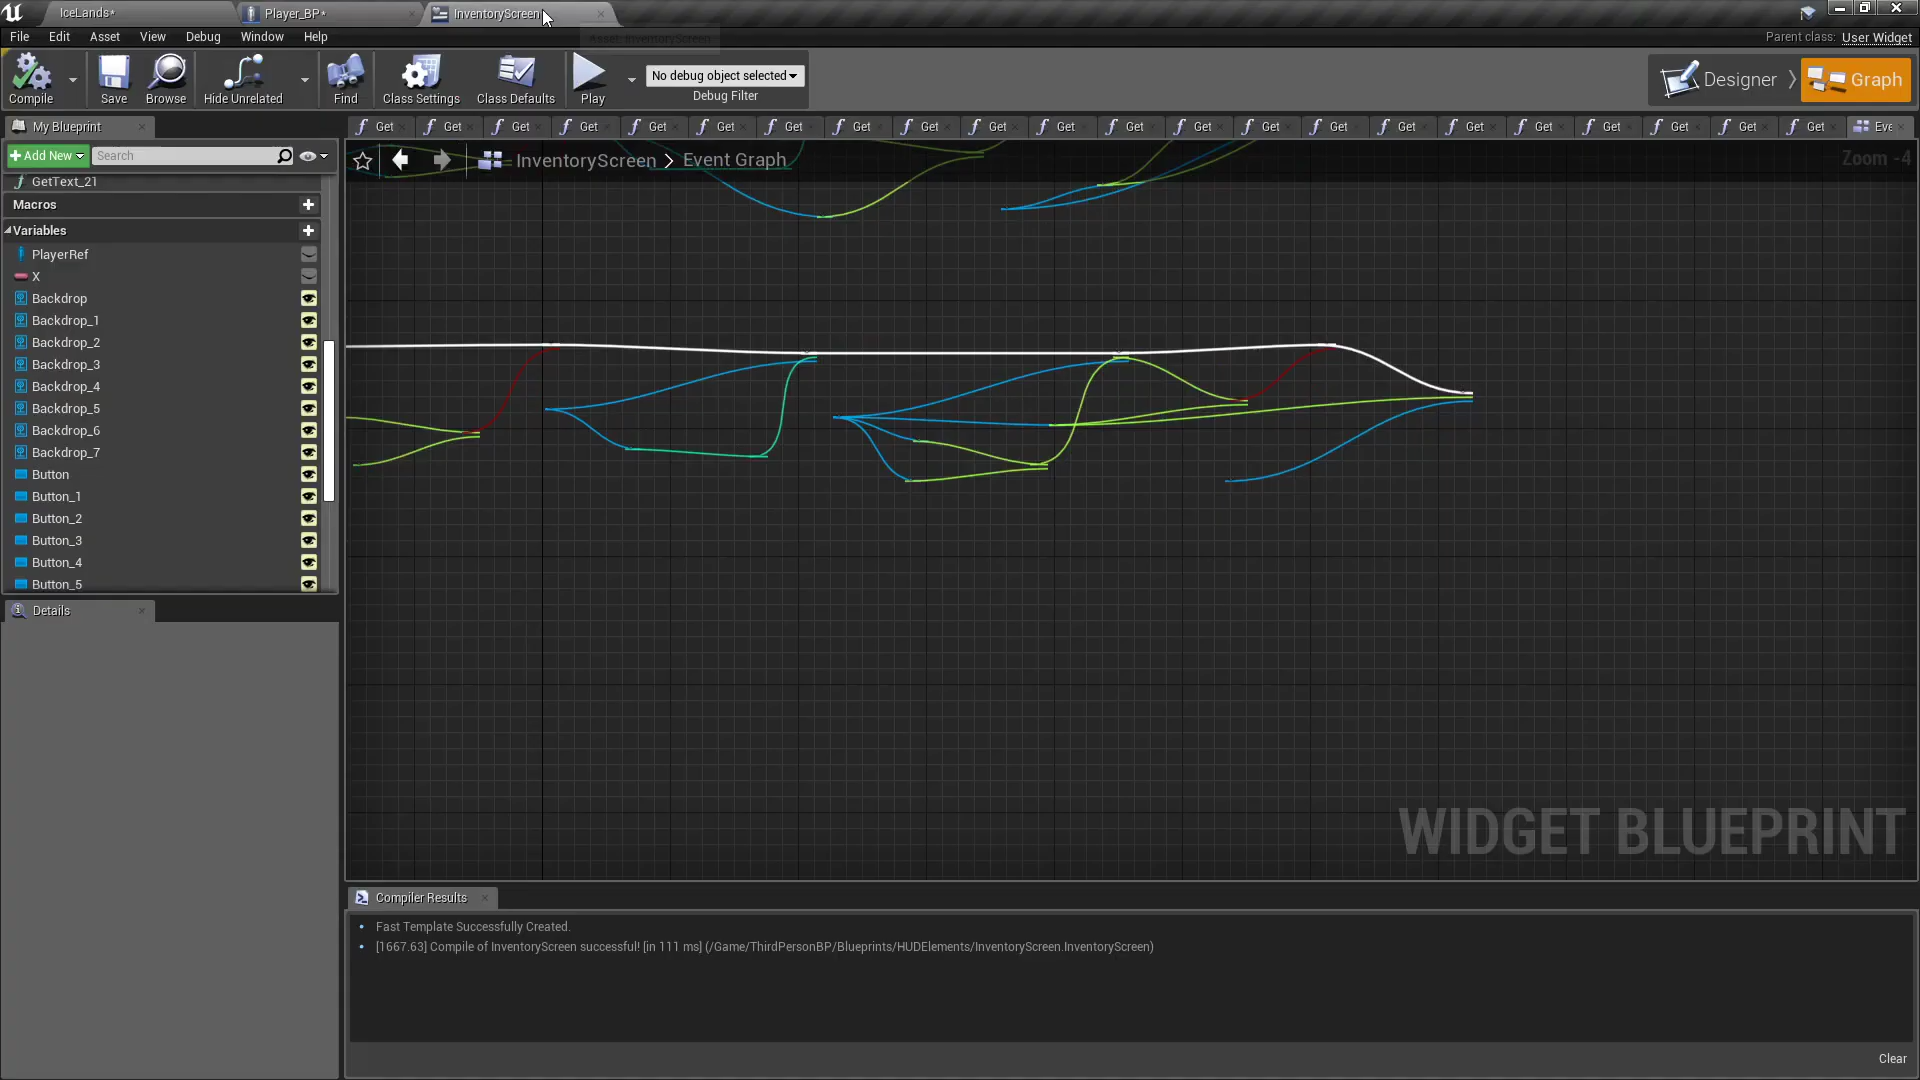 IceLands*
Player_BP*
InventoryScreen
File Edit Asset View Debug Window Help
Asset: InventoryScreen
Parent class: User Widget
Compile
Save
Browse
Hide Unrelated
Find
Class Settings
Class Defaults
Play
No debug object selected
Debug Filter
Designer
Graph
My Blueprint
Get Get Get Get Get Get Get Get Get Get Get Get Get Get Get Get Get Get Get Get Get Get Eve
Add New
Search
InventoryScreen > Event Graph
Zoom -4
GetText_21
Macros
Variables
PlayerRef
X
Backdrop
Backdrop_1
Backdrop_2
Backdrop_3
Backdrop_4
Backdrop_5
Backdrop_6
Backdrop_7
Button
Button_1
Button_2
Button_3
Button_4
Button_5
Details
WIDGET BLUEPRINT
Compiler Results
Fast Template Successfully Created.
[1667.63] Compile of InventoryScreen successful! [in 111 ms] (/Game/ThirdPersonBP/Blueprints/HUDElements/InventoryScreen.InventoryScreen)
Clear